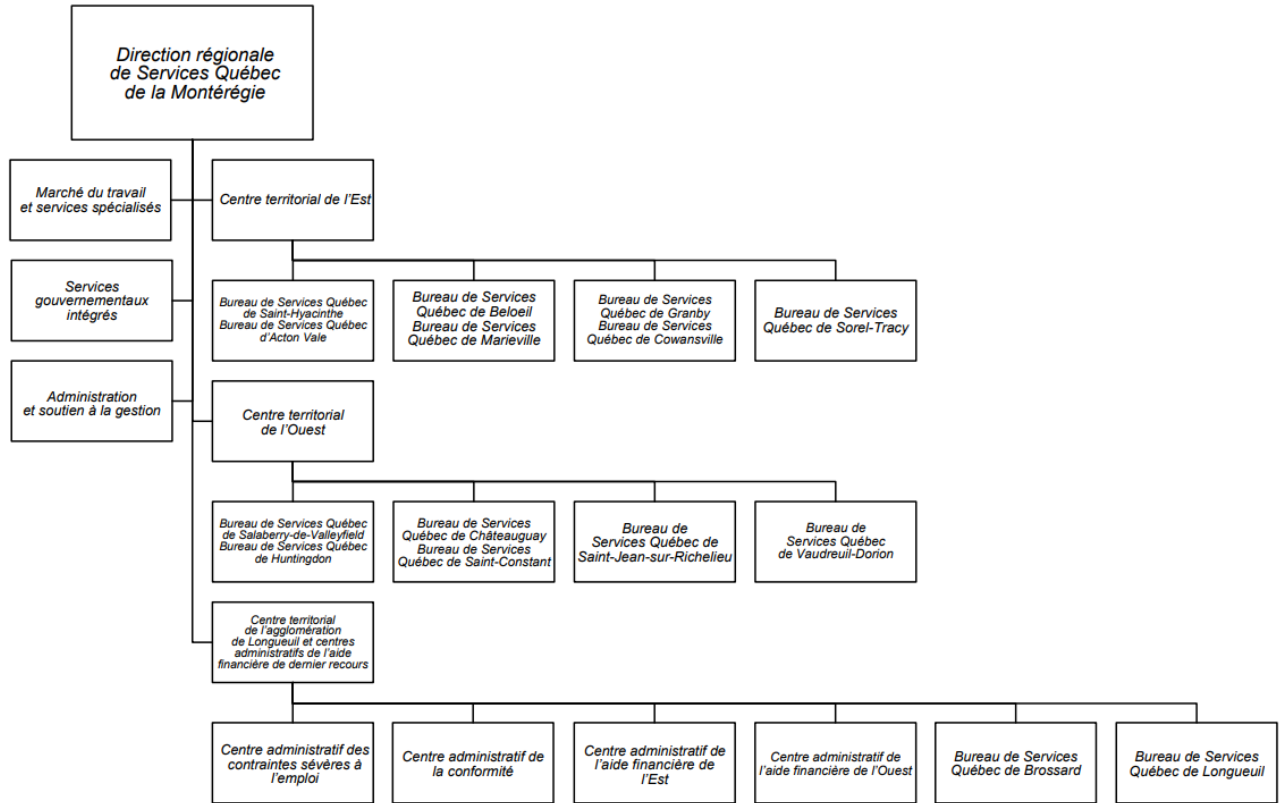 Direction régionale
de Services Québec
de la Montérégie
Marché du travail
et services spécialisés
Centre territorial de l'Est
Services
gouvernementaux
intégrés
Bureau de Services Québec
de Saint-Hyacinthe
Bureau de Services Québec
d'Acton Vale
Bureau de Services
Québec de Beloeil
Bureau de Services
Québec de Marieville
Bureau de Services
Québec de Granby
Bureau de Services
Québec de Cowansville
Bureau de Services
Québec de Sorel-Tracy
Administration
et soutien à la gestion
Centre territorial
de l'Ouest
Bureau de Services Québec
de Salaberry-de-Valleyfield
Bureau de Services Québec
de Huntingdon
Bureau de Services
Québec de Châteauguay
Bureau de Services
Québec de Saint-Constant
Bureau de
Services Québec de
Saint-Jean-sur-Richelieu
Bureau de
Services Québec
de Vaudreuil-Dorion
Centre territorial
de l'agglomération
de Longueuil et centres
administratifs de l'aide
financière de dernier recours
Centre administratif des
contraintes sévères à
l'emploi
Centre administratif de
la conformité
Centre administratif de
l'aide financière de
l'Est
Centre administratif de
l'aide financière de l'Ouest
Bureau de Services
Québec de Brossard
Bureau de Services
Québec de Longueuil